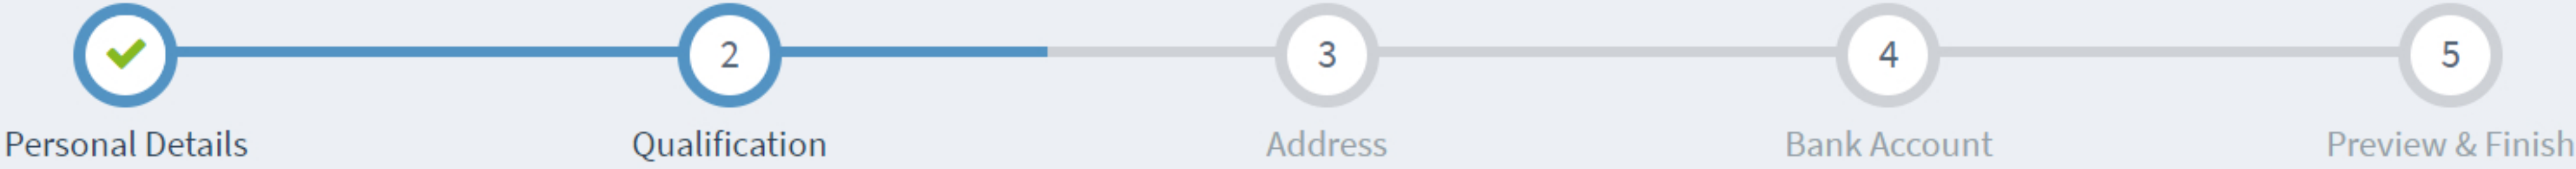 2 3 4 5
Personal Details Qualification Address Bank Account Preview & Finish